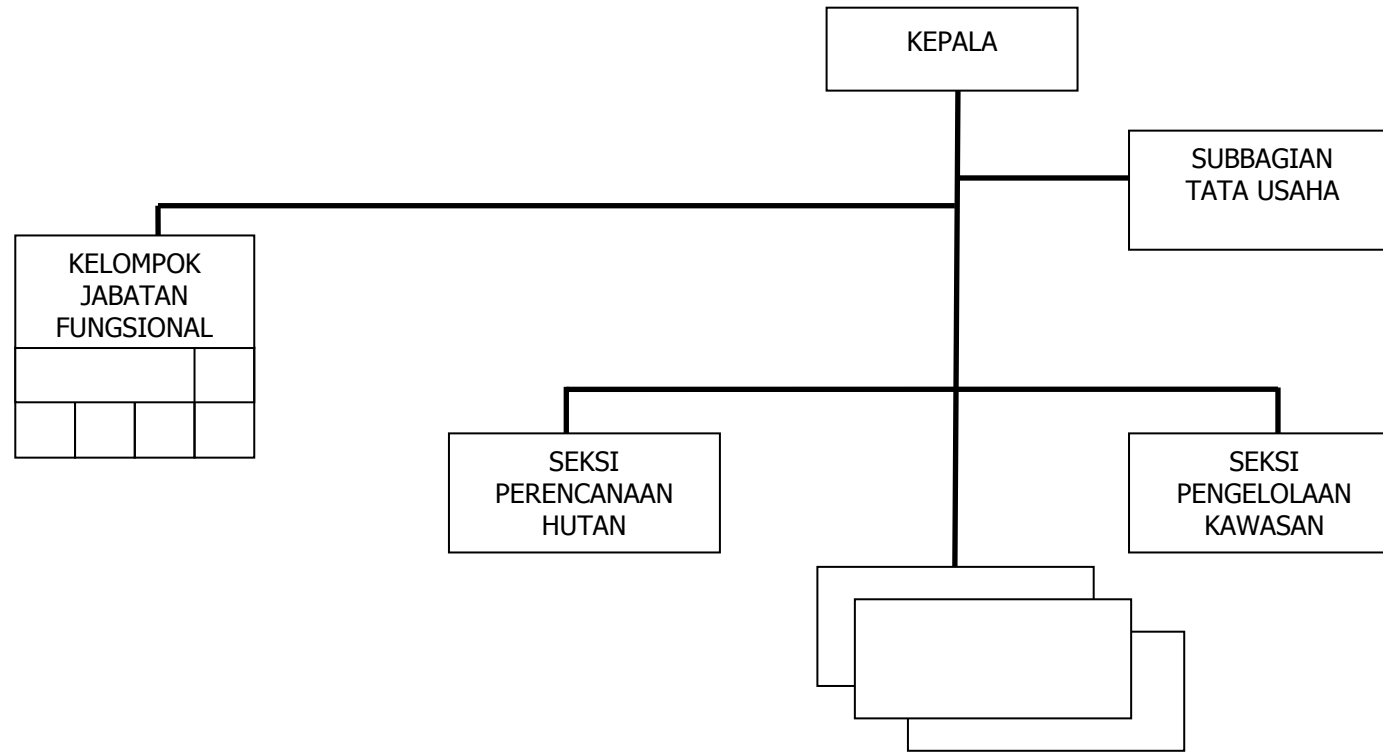 KEPALA
SUBBAGIAN
TATA USAHA
KELOMPOK
JABATAN
FUNGSIONAL
SEKSI
PERENCANAAN
HUTAN
SEKSI
PENGELOLAAN
KAWASAN